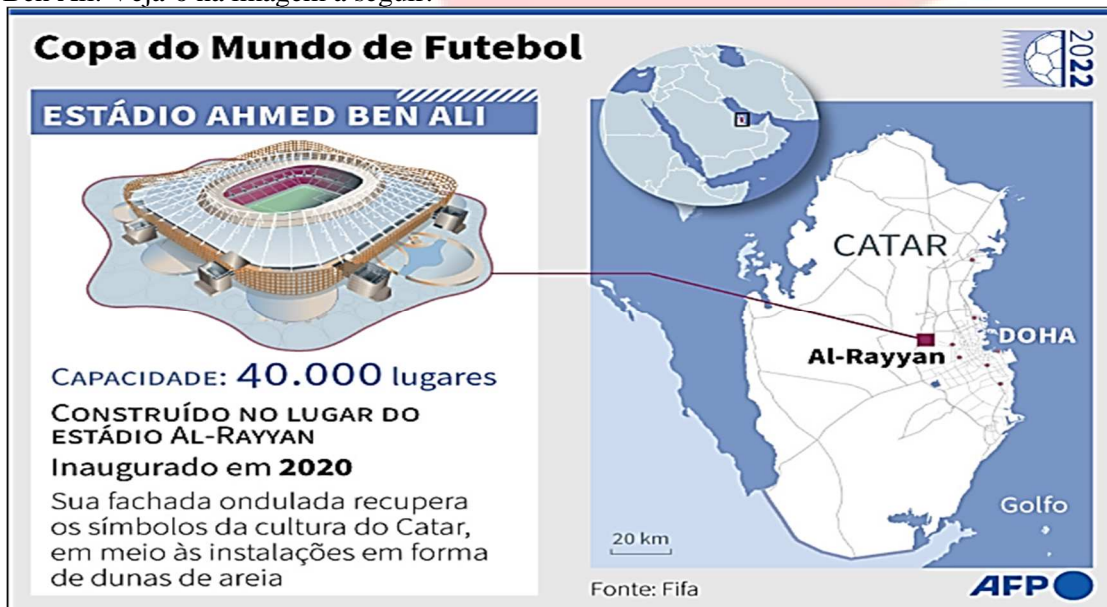 Copa do Mundo de Futebol
2022
ESTÁDIO AHMED BEN ALI
CAPACIDADE: 40.000 lugares
CONSTRUÍDO NO LUGAR DO
ESTÁDIO AL-RAYYAN
Inaugurado em 2020
Sua fachada ondulada recupera
os símbolos da cultura do Catar,
em meio às instalações em forma
de dunas de areia
CATAR
DOHA
Al-Rayyan
Golfo
20 km
Fonte: Fifa
AFP